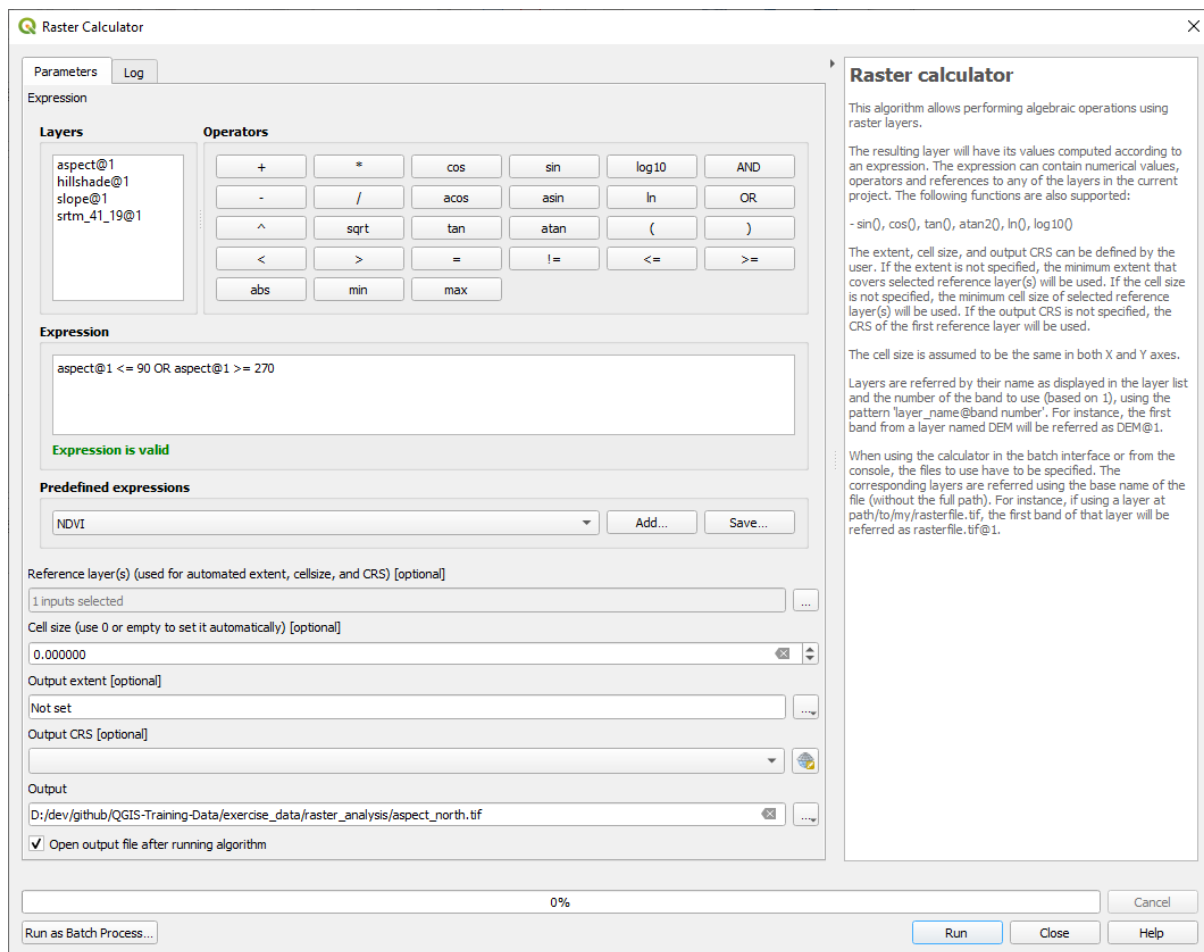 Raster Calculator
Parameters
Log
Expression
Layers
Operators
aspect@1
hillshade@1
slope@1
srtm_41_19@1
+ * cos sin log10 AND
- / acos asin ln OR
^ sqrt tan atan ( )
< > = != <= >=
abs min max
Expression
aspect@1 <= 90 OR aspect@1 >= 270
Expression is valid
Predefined expressions
NDVI
Add...
Save...
Reference layer(s) (used for automated extent, cellsize, and CRS) [optional]
1 inputs selected
...
Cell size (use 0 or empty to set it automatically) [optional]
0.000000
Output extent [optional]
Not set
...
Output CRS [optional]
Output
D:/dev/github/QGIS-Training-Data/exercise_data/raster_analysis/aspect_north.tif
...
Open output file after running algorithm
Raster calculator
This algorithm allows performing algebraic operations using
raster layers.
The resulting layer will have its values computed according to
an expression. The expression can contain numerical values,
operators and references to any of the layers in the current
project. The following functions are also supported:
- sin(), cos(), tan(), atan2(), ln(), log10()
The extent, cell size, and output CRS can be defined by the
user. If the extent is not specified, the minimum extent that
covers selected reference layer(s) will be used. If the cell size
is not specified, the minimum cell size of selected reference
layer(s) will be used. If the output CRS is not specified, the
CRS of the first reference layer will be used.
The cell size is assumed to be the same in both X and Y axes.
Layers are referred by their name as displayed in the layer list
and the number of the band to use (based on 1), using the
pattern 'layer_name@band number'. For instance, the first
band from a layer named DEM will be referred as DEM@1.
When using the calculator in the batch interface or from the
console, the files to use have to be specified. The
corresponding layers are referred using the base name of the
file (without the full path). For instance, if using a layer at
path/to/my/rasterfile.tif, the first band of that layer will be
referred as rasterfile.tif@1.
0%
Cancel
Run as Batch Process...
Run
Close
Help